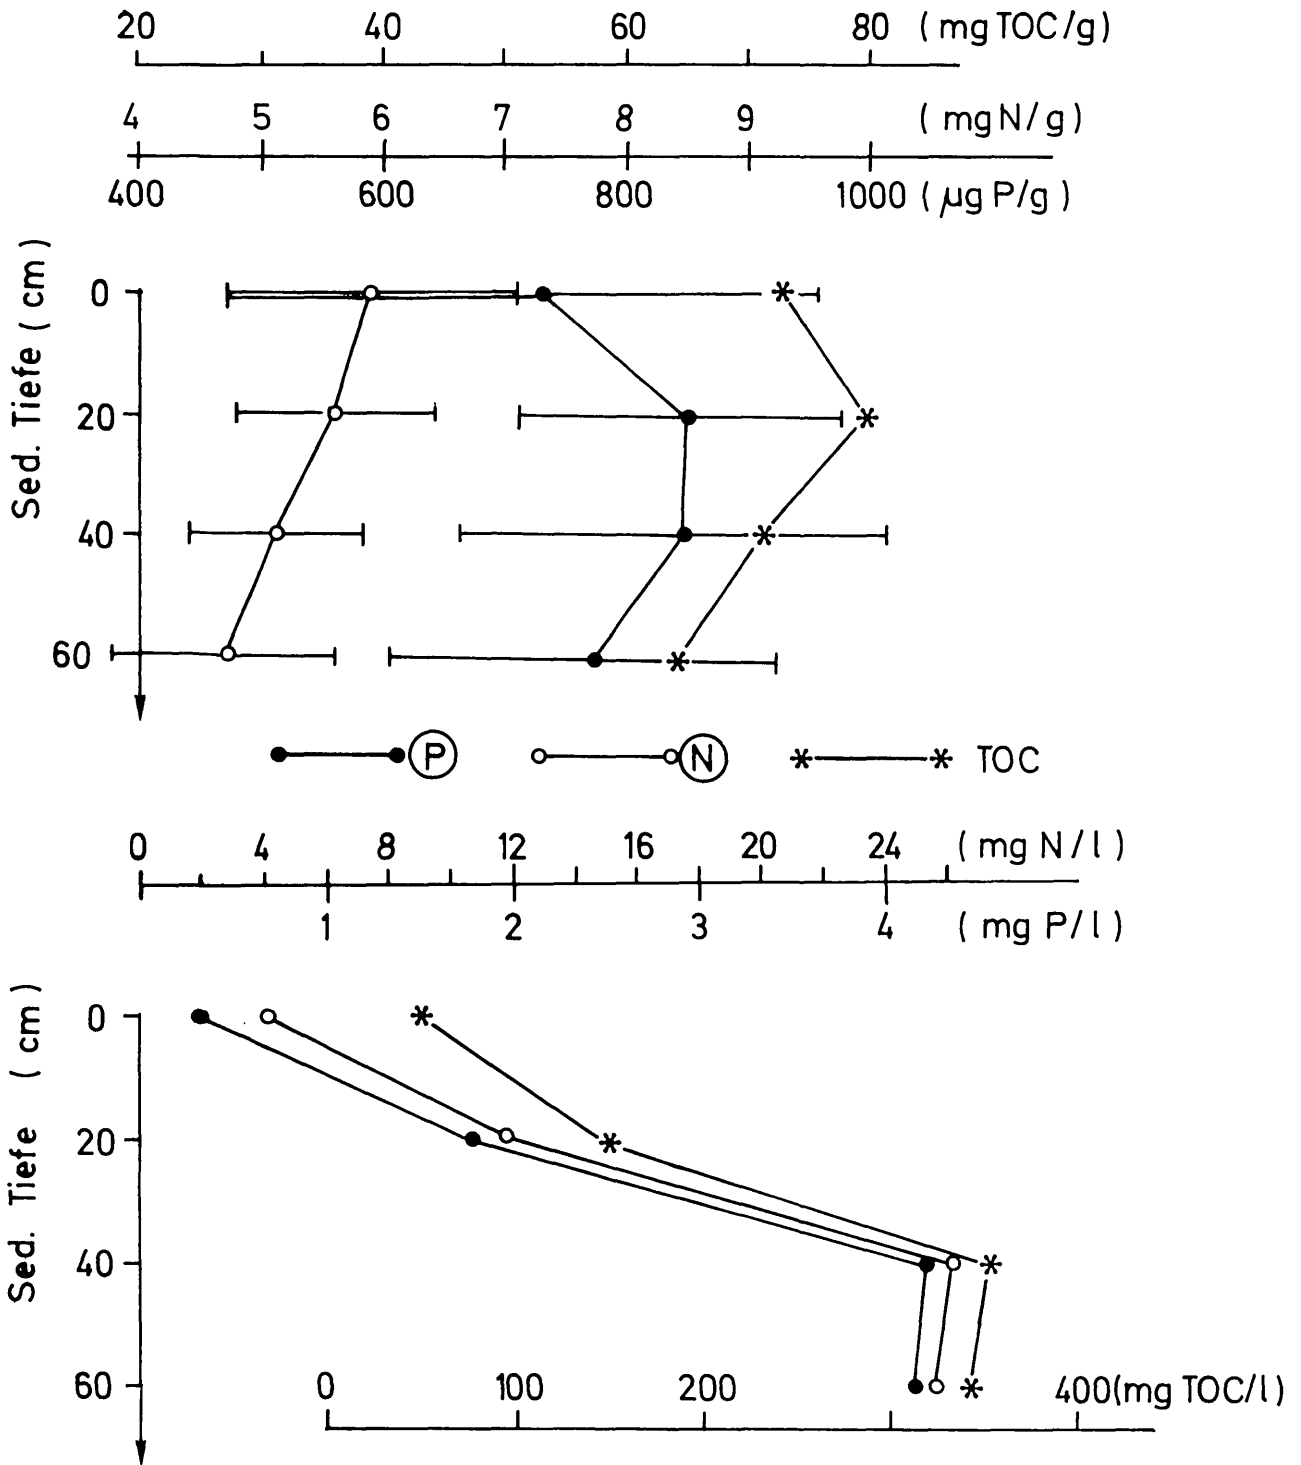 20 40 60 80 (mg TOC/g)
4 5 6 7 8 9 (mg N/g)
400 600 800 1000 (µg P/g)
Sed. Tiefe (cm)
0
20
40
60
P N TOC
0 4 8 12 16 20 24 (mg N/l)
1 2 3 4 (mg P/l)
Sed. Tiefe (cm)
0
20
40
60
0 100 200 400 (mg TOC/l)